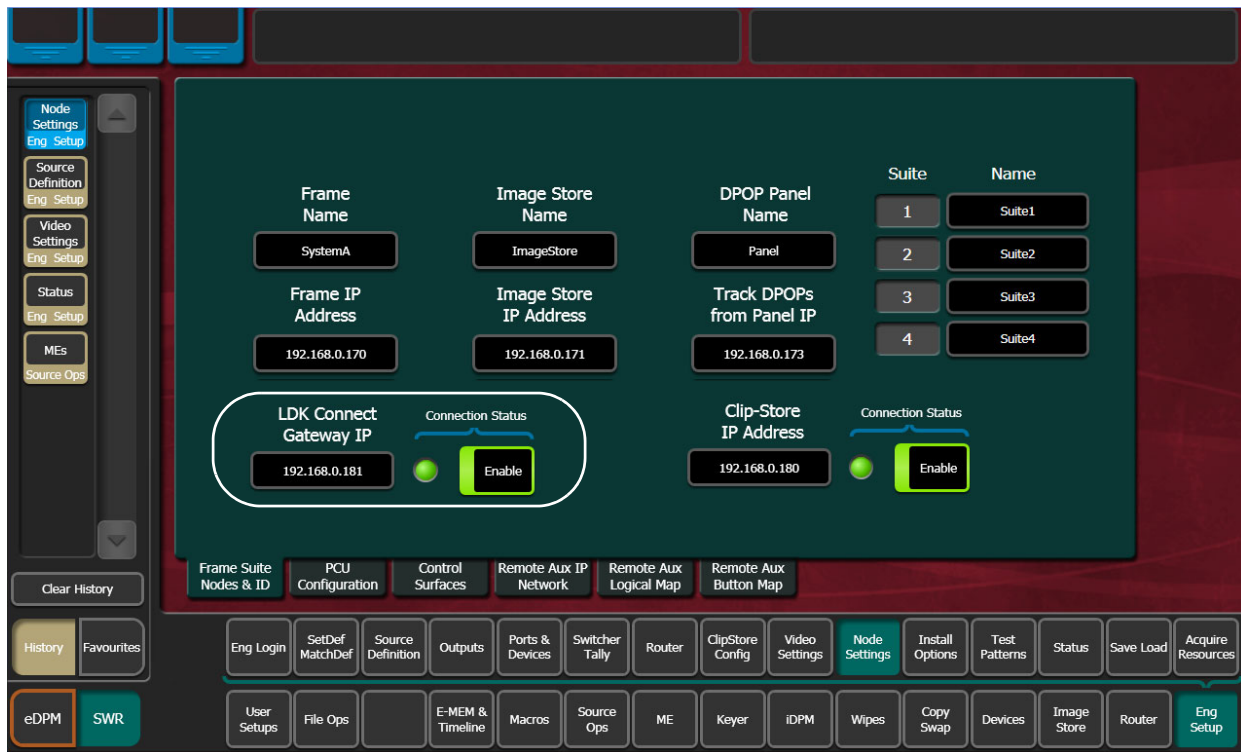 Node
Settings
Eng Setup
Source
Definition
Eng Setup
Video
Settings
Eng Setup
Status
Eng Setup
MEs
Source Ops
Clear History
History
Favourites
eDPM
SWR
Frame
Name
SystemA
Image Store
Name
ImageStore
DPOP Panel
Name
Panel
Suite
Name
1
Suite1
2
Suite2
3
Suite3
4
Suite4
Frame IP
Address
192.168.0.170
Image Store
IP Address
192.168.0.171
Track DPOPs
from Panel IP
192.168.0.173
LDK Connect
Gateway IP
192.168.0.181
Connection Status
Enable
Clip-Store
IP Address
192.168.0.180
Connection Status
Enable
Frame Suite
Nodes & ID
PCU
Configuration
Control
Surfaces
Remote Aux IP
Network
Remote Aux
Logical Map
Remote Aux
Button Map
Eng Login
SetDef
MatchDef
Source
Definition
Outputs
Ports &
Devices
Switcher
Tally
Router
ClipStore
Config
Video
Settings
Node
Settings
Install
Options
Test
Patterns
Status
Save Load
Acquire
Resources
User
Setups
File Ops
E-MEM &
Timeline
Macros
Source
Ops
ME
Keyer
iDPM
Wipes
Copy
Swap
Devices
Image
Store
Router
Eng
Setup